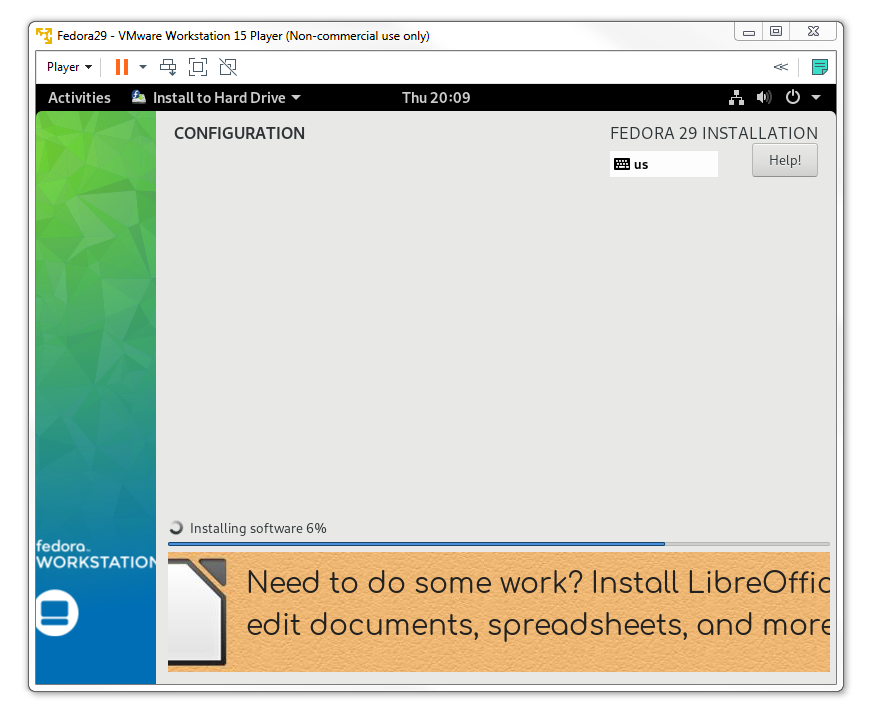 Fedora29 - VMware Workstation 15 Player (Non-commercial use only)
Player
Activities Install to Hard Drive Thu 20:09
CONFIGURATION FEDORA 29 INSTALLATION
us Help!
Installing software 6%
fedora
WORKSTATION
Need to do some work? Install LibreOffic
edit documents, spreadsheets, and more